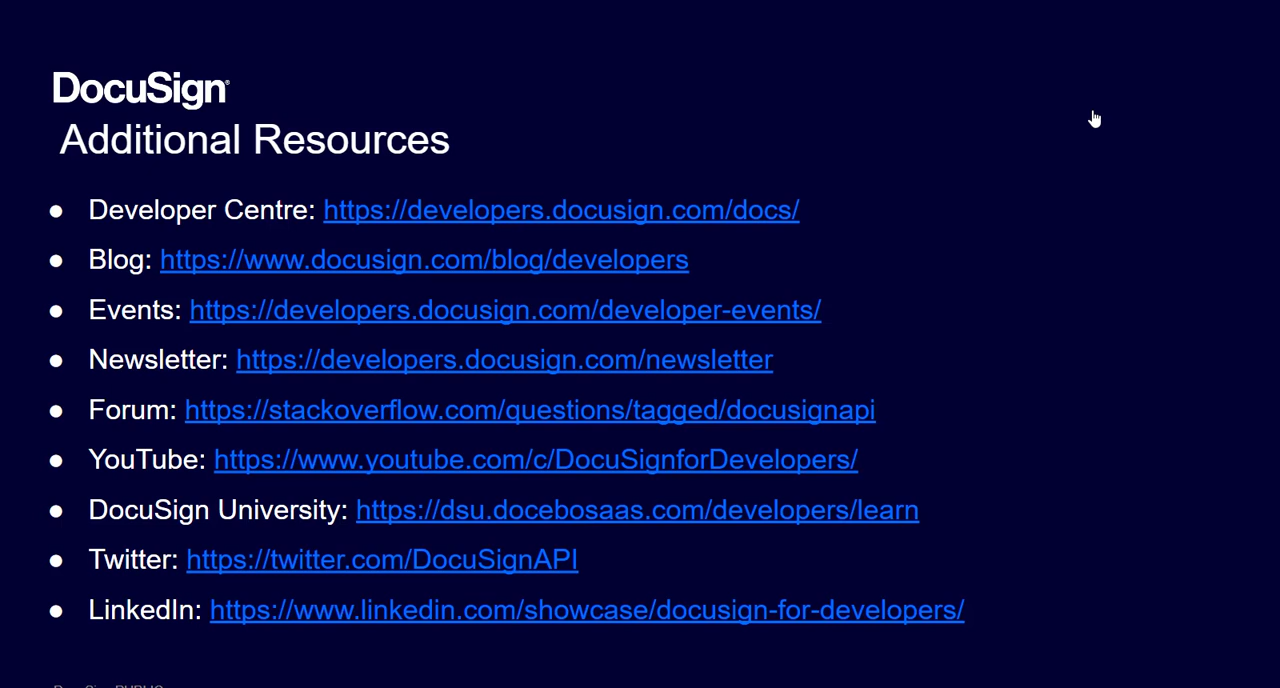 DocuSign®
Additional Resources
● Developer Centre: https://developers.docusign.com/docs/
● Blog: https://www.docusign.com/blog/developers
● Events: https://developers.docusign.com/developer-events/
● Newsletter: https://developers.docusign.com/newsletter
● Forum: https://stackoverflow.com/questions/tagged/docusignapi
● YouTube: https://www.youtube.com/c/DocuSignforDevelopers/
● DocuSign University: https://dsu.docebosaas.com/developers/learn
● Twitter: https://twitter.com/DocuSignAPI
● LinkedIn: https://www.linkedin.com/showcase/docusign-for-developers/